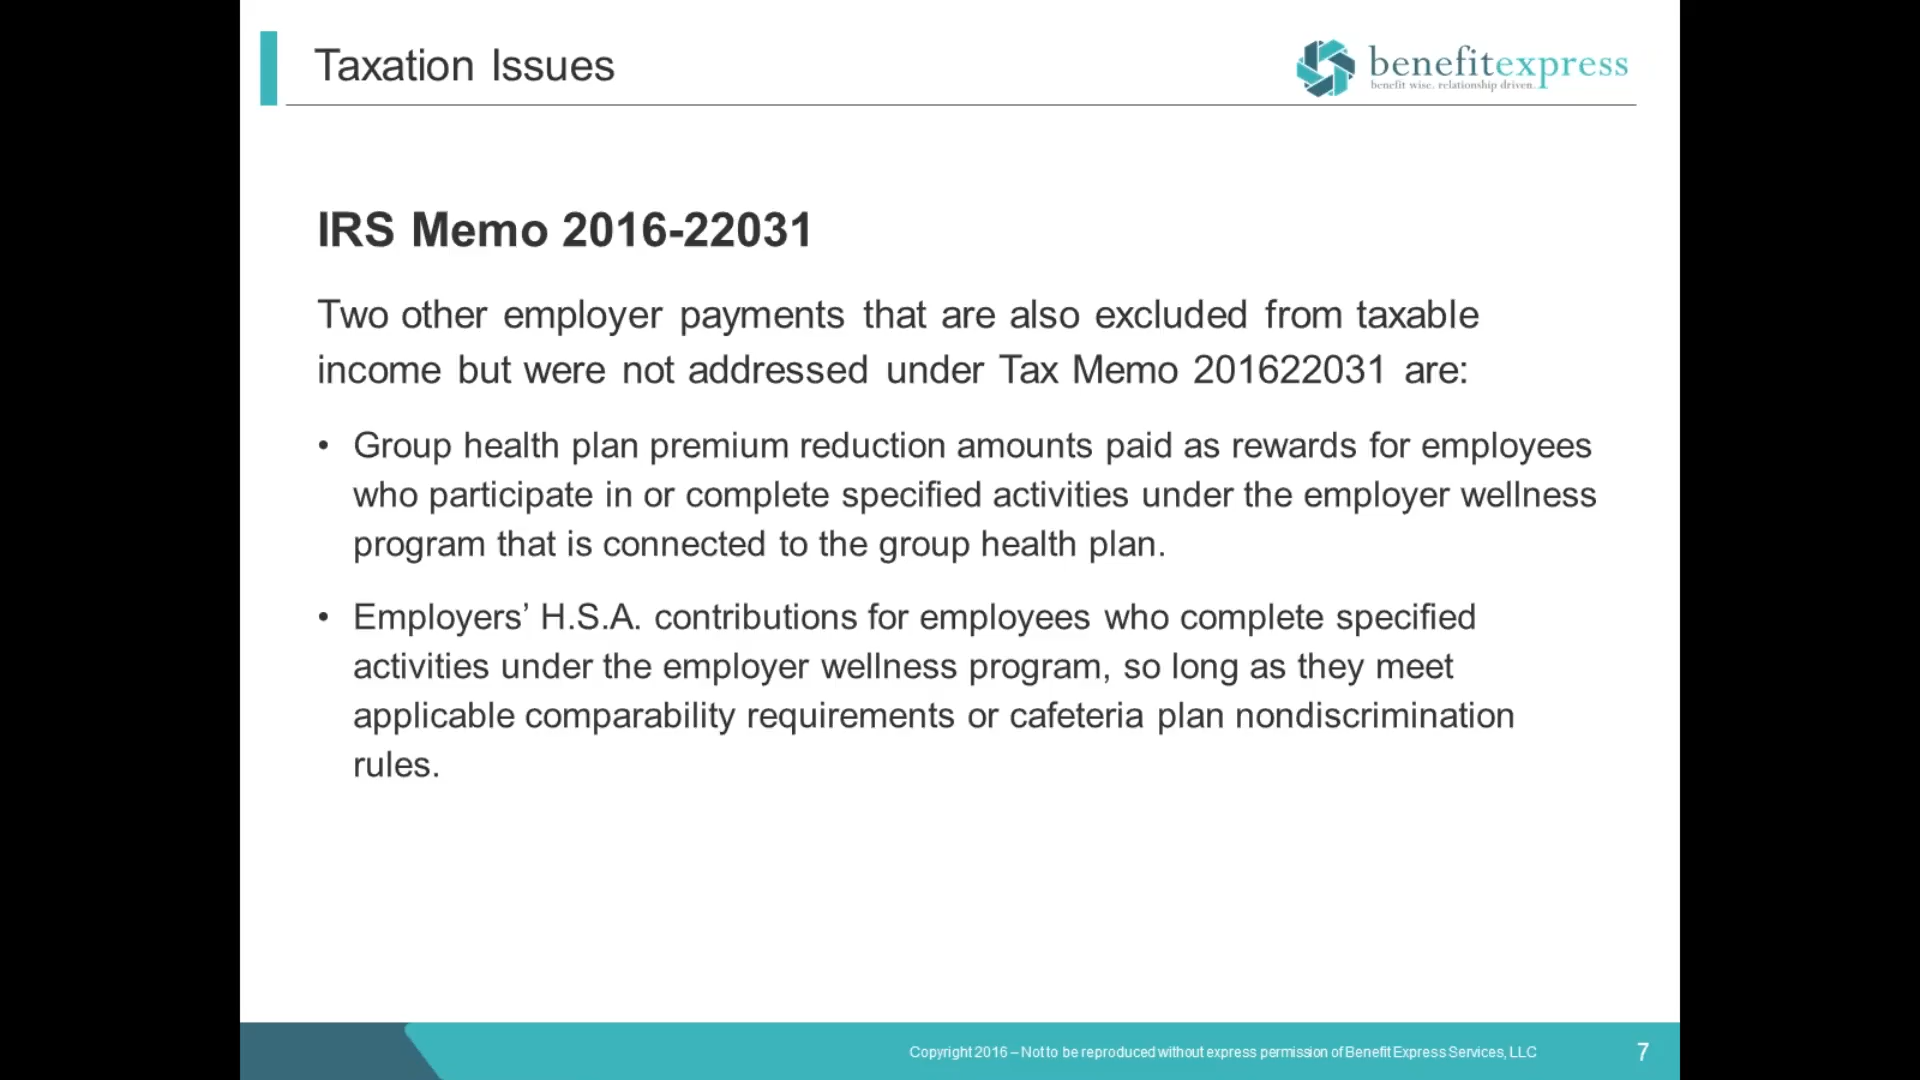 Taxation Issues
benefitexpress
benefit wise. relationship driven.
IRS Memo 2016-22031
Two other employer payments that are also excluded from taxable
income but were not addressed under Tax Memo 201622031 are:
• Group health plan premium reduction amounts paid as rewards for employees
who participate in or complete specified activities under the employer wellness
program that is connected to the group health plan.
• Employers’ H.S.A. contributions for employees who complete specified
activities under the employer wellness program, so long as they meet
applicable comparability requirements or cafeteria plan nondiscrimination
rules.
Copyright 2016 – Not to be reproduced without express permission of Benefit Express Services, LLC
7